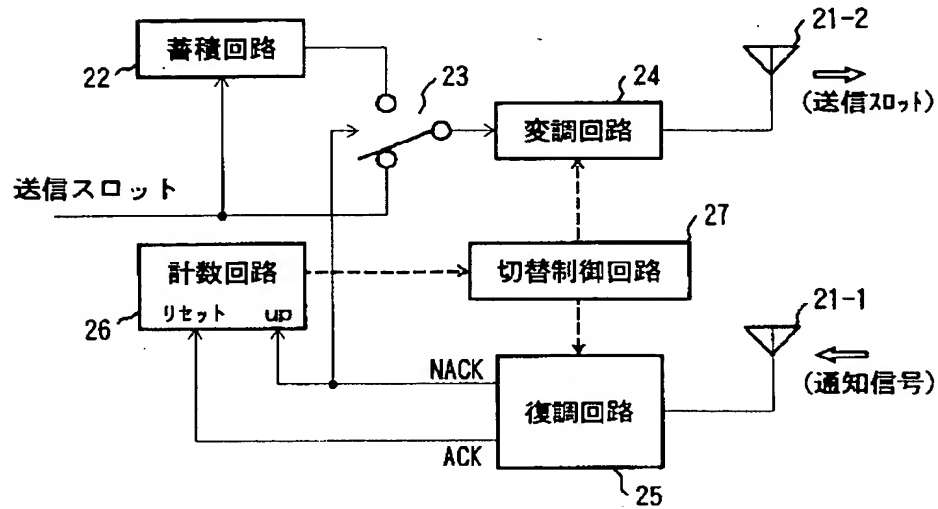 21-2
蓄積回路
22
23
24
(送信スロット)
変調回路
送信スロット
27
計数回路
切替制御回路
リセット
up
26
21-1
NACK
(通知信号)
復調回路
ACK
25